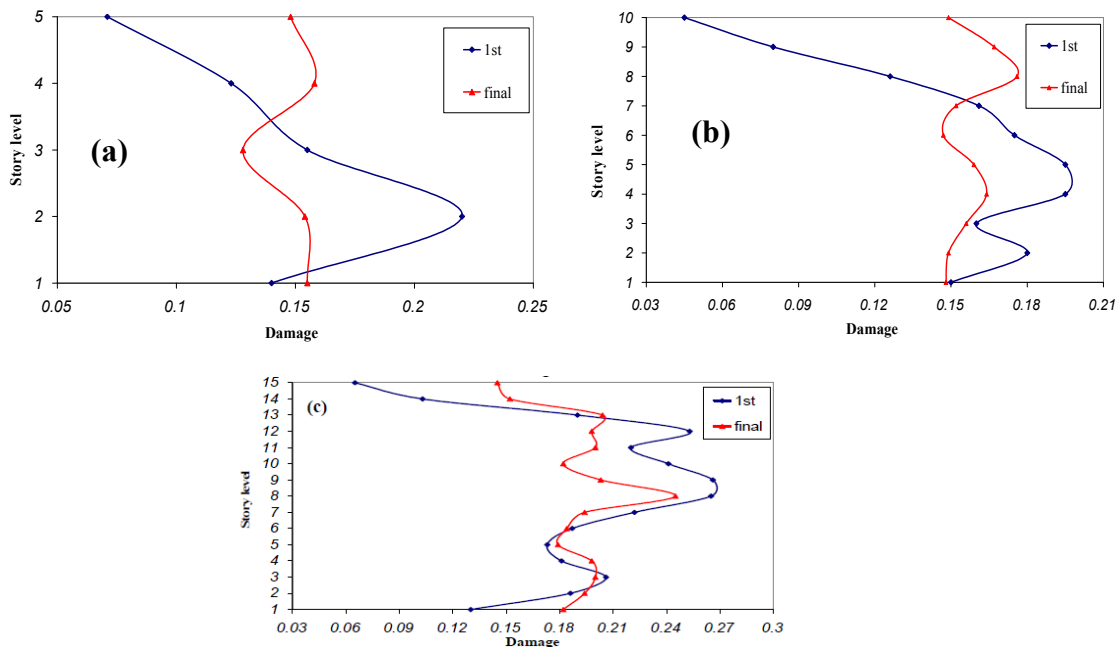 5
4
3
2
1
Story level
(a)
1st
final
0.05 0.1 0.15 0.2 0.25
Damage
10
9
8
7
6
5
4
3
2
1
Story level
(b)
1st
final
0.03 0.06 0.09 0.12 0.15 0.18 0.21
Damage
15
14
13
12
11
10
9
8
7
6
5
4
3
2
1
Story level
(c)
1st
final
0.03 0.06 0.09 0.12 0.15 0.18 0.21 0.24 0.27 0.3
Damage